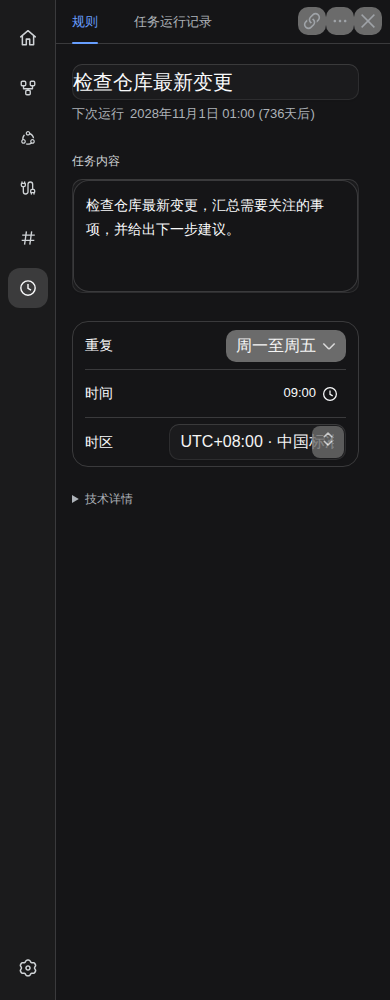 规则
任务运行记录
检查仓库最新变更
下次运行 2028年11月1日 01:00 (736天后)
任务内容
检查仓库最新变更，汇总需要关注的事
项，并给出下一步建议。
重复
周一至周五
时间
09:00
时区
UTC+08:00 · 中国标
技术详情